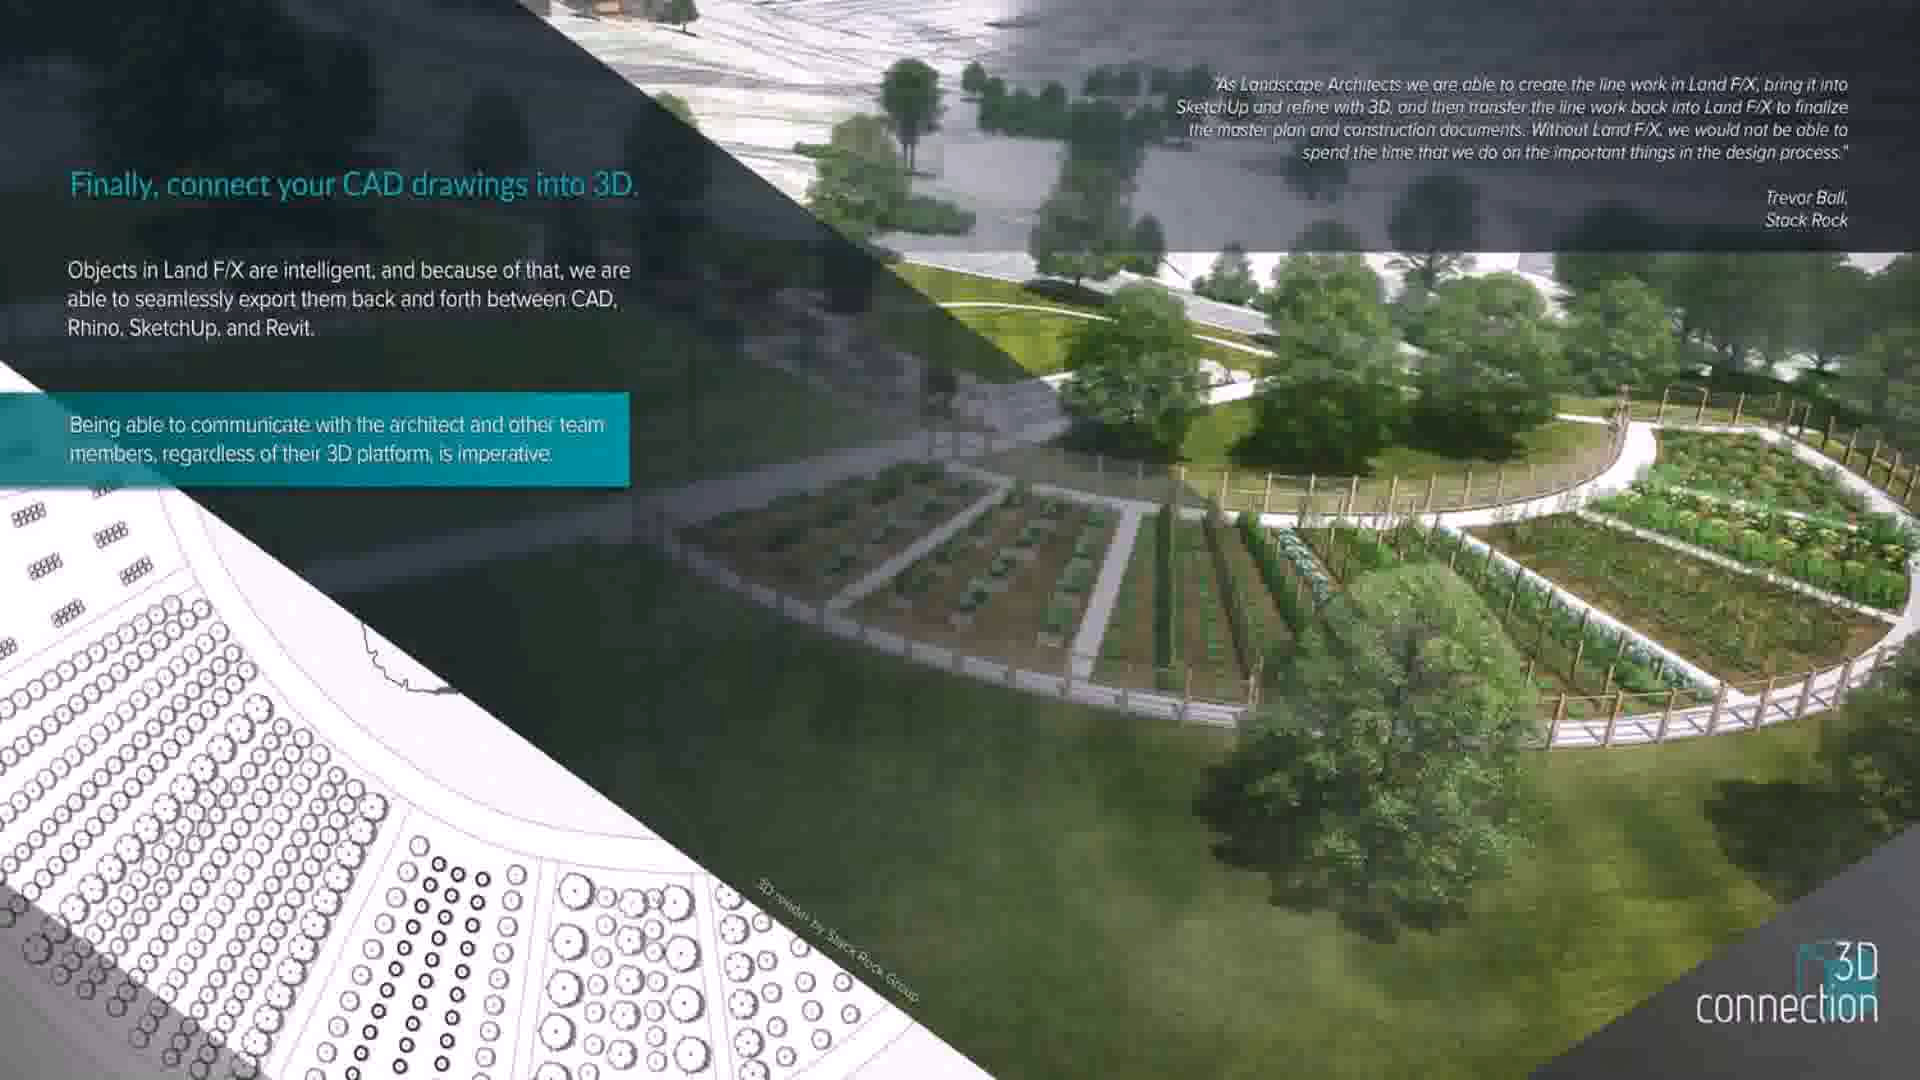 "As Landscape Architects we are able to create the line work in Land F/X, bring it into
SketchUp and refine with 3D, and then transfer the line work back into Land F/X to finalize
the master plan and construction documents. Without Land F/X, we would not be able to
spend the time that we do on the important things in the design process."
Trevor Ball,
Stack Rock
Finally, connect your CAD drawings into 3D.
Objects in Land F/X are intelligent, and because of that, we are
able to seamlessly export them back and forth between CAD,
Rhino, SketchUp, and Revit.
Being able to communicate with the architect and other team
members, regardless of their 3D platform, is imperative.
3D render by Stack Rock Group
3D
connection